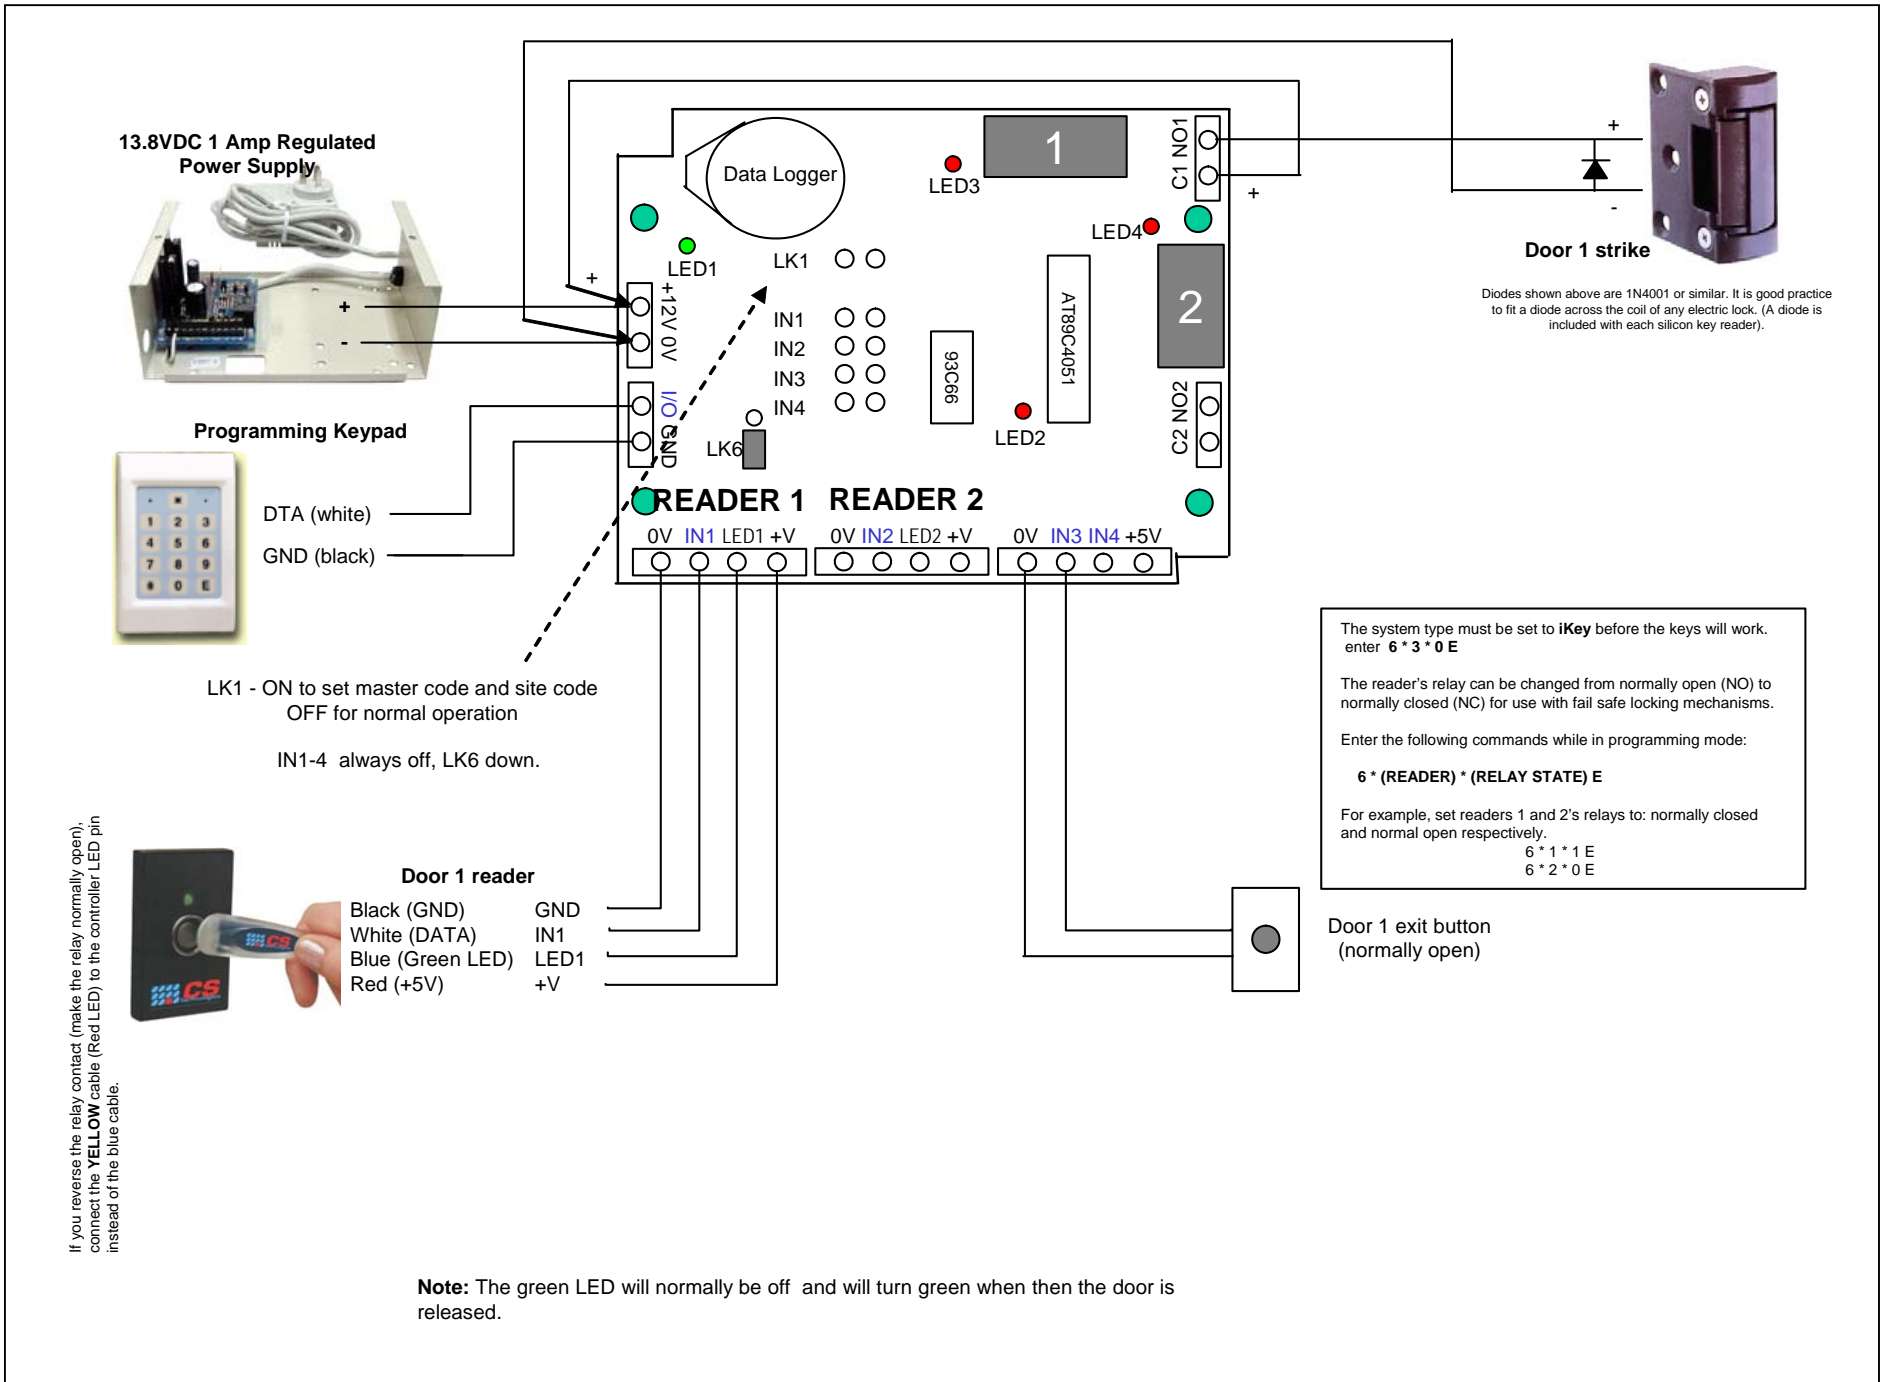 13.8VDC 1 Amp Regulated
Power Supply
+
-
Programming Keypad
1 2 3
4 5 6
7 8 9
* 0 E
DTA (white)
GND (black)
Data Logger
1
LED3
C1 NO1
+
LED4
LED1
LK1
+
+12V 0V
IN1
IN2
IN3
IN4
I/O GND
LK6
93C66
AT89C4051
2
LED2
C2 NO2
READER 1 READER 2
0V IN1 LED1 +V
0V IN2 LED2 +V
0V IN3 IN4 +5V
+
-
Door 1 strike
Diodes shown above are 1N4001 or similar. It is good practice
to fit a diode across the coil of any electric lock. (A diode is
included with each silicon key reader).
LK1 - ON to set master code and site code
OFF for normal operation
IN1-4 always off, LK6 down.
The system type must be set to iKey before the keys will work.
enter 6 * 3 * 0 E
The reader's relay can be changed from normally open (NO) to
normally closed (NC) for use with fail safe locking mechanisms.
Enter the following commands while in programming mode:
6 * (READER) * (RELAY STATE) E
For example, set readers 1 and 2's relays to: normally closed
and normal open respectively.
6 * 1 * 1 E
6 * 2 * 0 E
If you reverse the relay contact (make the relay normally open),
connect the YELLOW cable (Red LED) to the controller LED pin
instead of the blue cable.
CS
CS
Door 1 reader
Black (GND) GND
White (DATA) IN1
Blue (Green LED) LED1
Red (+5V) +V
Door 1 exit button
(normally open)
Note: The green LED will normally be off and will turn green when then the door is
released.